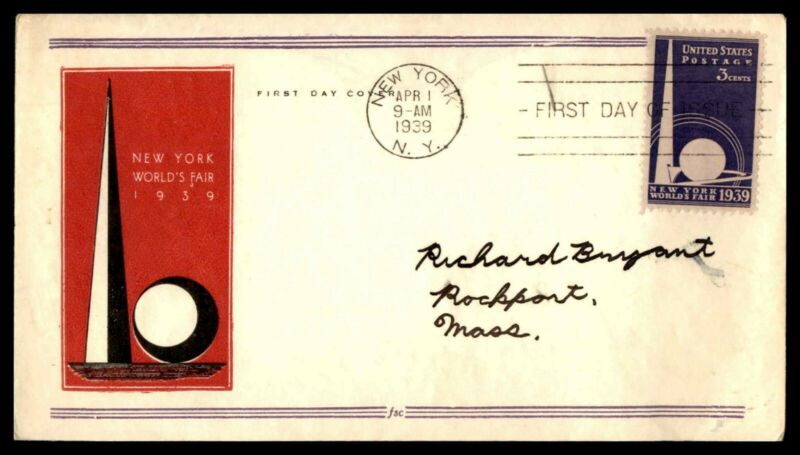 NEW YORK
WORLD'S FAIR
1939
FIRST DAY COVER
NEW YORK
APR 1
9-AM
1939
N. Y.
FIRST DAY OF ISSUE
UNITED STATES
POSTAGE
3 CENTS
NEW YORK
WORLD'S FAIR 1939
Richard Bryant
Rockport,
Mass.
fsc